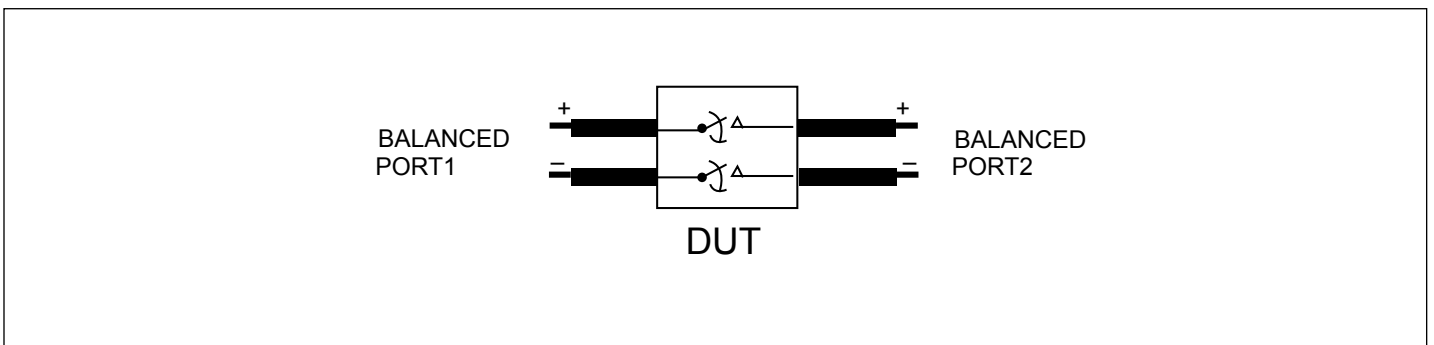 + +
BALANCED BALANCED
PORT1 PORT2
– –
DUT